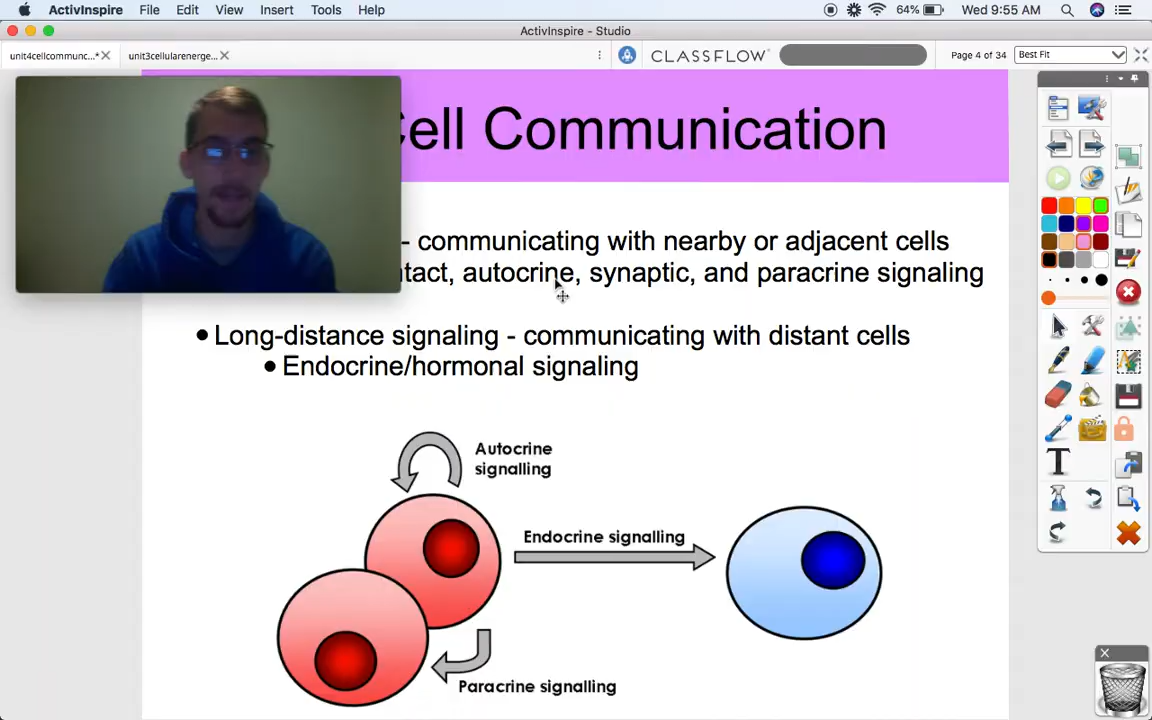 ActivInspire File Edit View Insert Tools Help 64% Wed 9:55 AM
ActivInspire - Studio
unit4cellcommunc...* unit3cellularenerge... CLASSFLOW Page 4 of 34 Best Fit
Cell Communication
- communicating with nearby or adjacent cells
ntact, autocrine, synaptic, and paracrine signaling
• Long-distance signaling - communicating with distant cells
• Endocrine/hormonal signaling
Autocrine
signalling
Endocrine signalling
Paracrine signalling
T